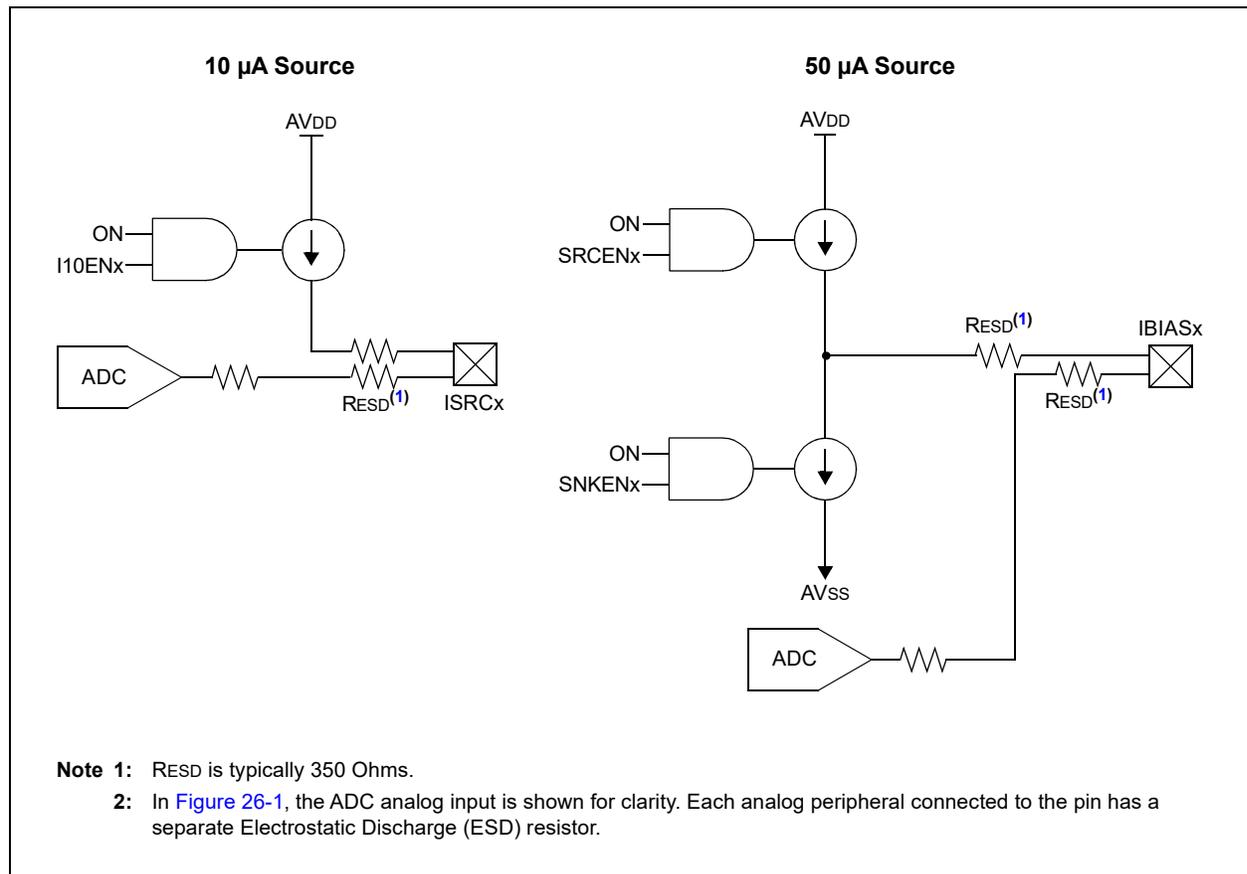 10 µA Source
AVDD
ON
I10ENx
ADC
RESD(1)
ISRCx
50 µA Source
AVDD
ON
SRCENx
RESD(1)
IBIASx
RESD(1)
ON
SNKENx
AVSS
ADC
Note 1: RESD is typically 350 Ohms.
2: In Figure 26-1, the ADC analog input is shown for clarity. Each analog peripheral connected to the pin has a
separate Electrostatic Discharge (ESD) resistor.